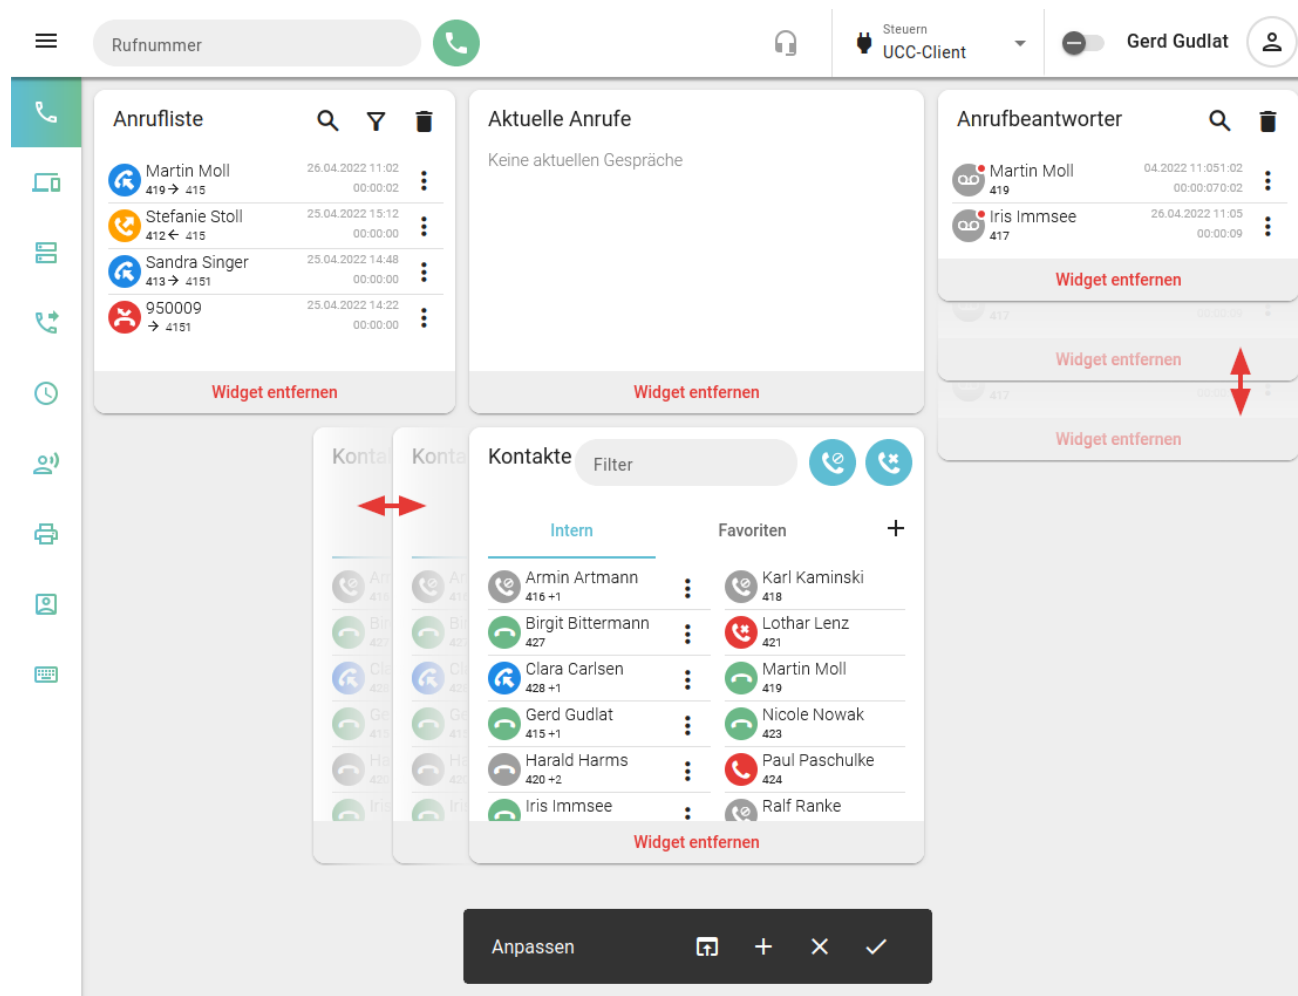 Rufnummer
Steuern
UCC-Client
Gerd Gudlat
Anrufliste
Martin Moll
26.04.2022 11:02
419 → 415
00:00:02
Stefanie Stoll
25.04.2022 15:12
412 ← 415
00:00:00
Sandra Singer
25.04.2022 14:48
413 → 4151
00:00:00
950009
25.04.2022 14:22
→ 4151
00:00:00
Widget entfernen
Aktuelle Anrufe
Keine aktuellen Gespräche
Widget entfernen
Anrufbeantworter
Martin Moll
04.2022 11:051:02
419
00:00:070:02
Iris Immsee
26.04.2022 11:05
417
00:00:09
Widget entfernen
417
00:00:09
Widget entfernen
417
Widget entfernen
Konta
Konta
Kontakte
Filter
Intern
Favoriten
Armin Artmann
416 +1
Birgit Bittermann
427
Clara Carlsen
428 +1
Gerd Gudlat
415 +1
Harald Harms
420 +2
Iris Immsee
Karl Kaminski
418
Lothar Lenz
421
Martin Moll
419
Nicole Nowak
423
Paul Paschulke
424
Ralf Ranke
Widget entfernen
Anpassen